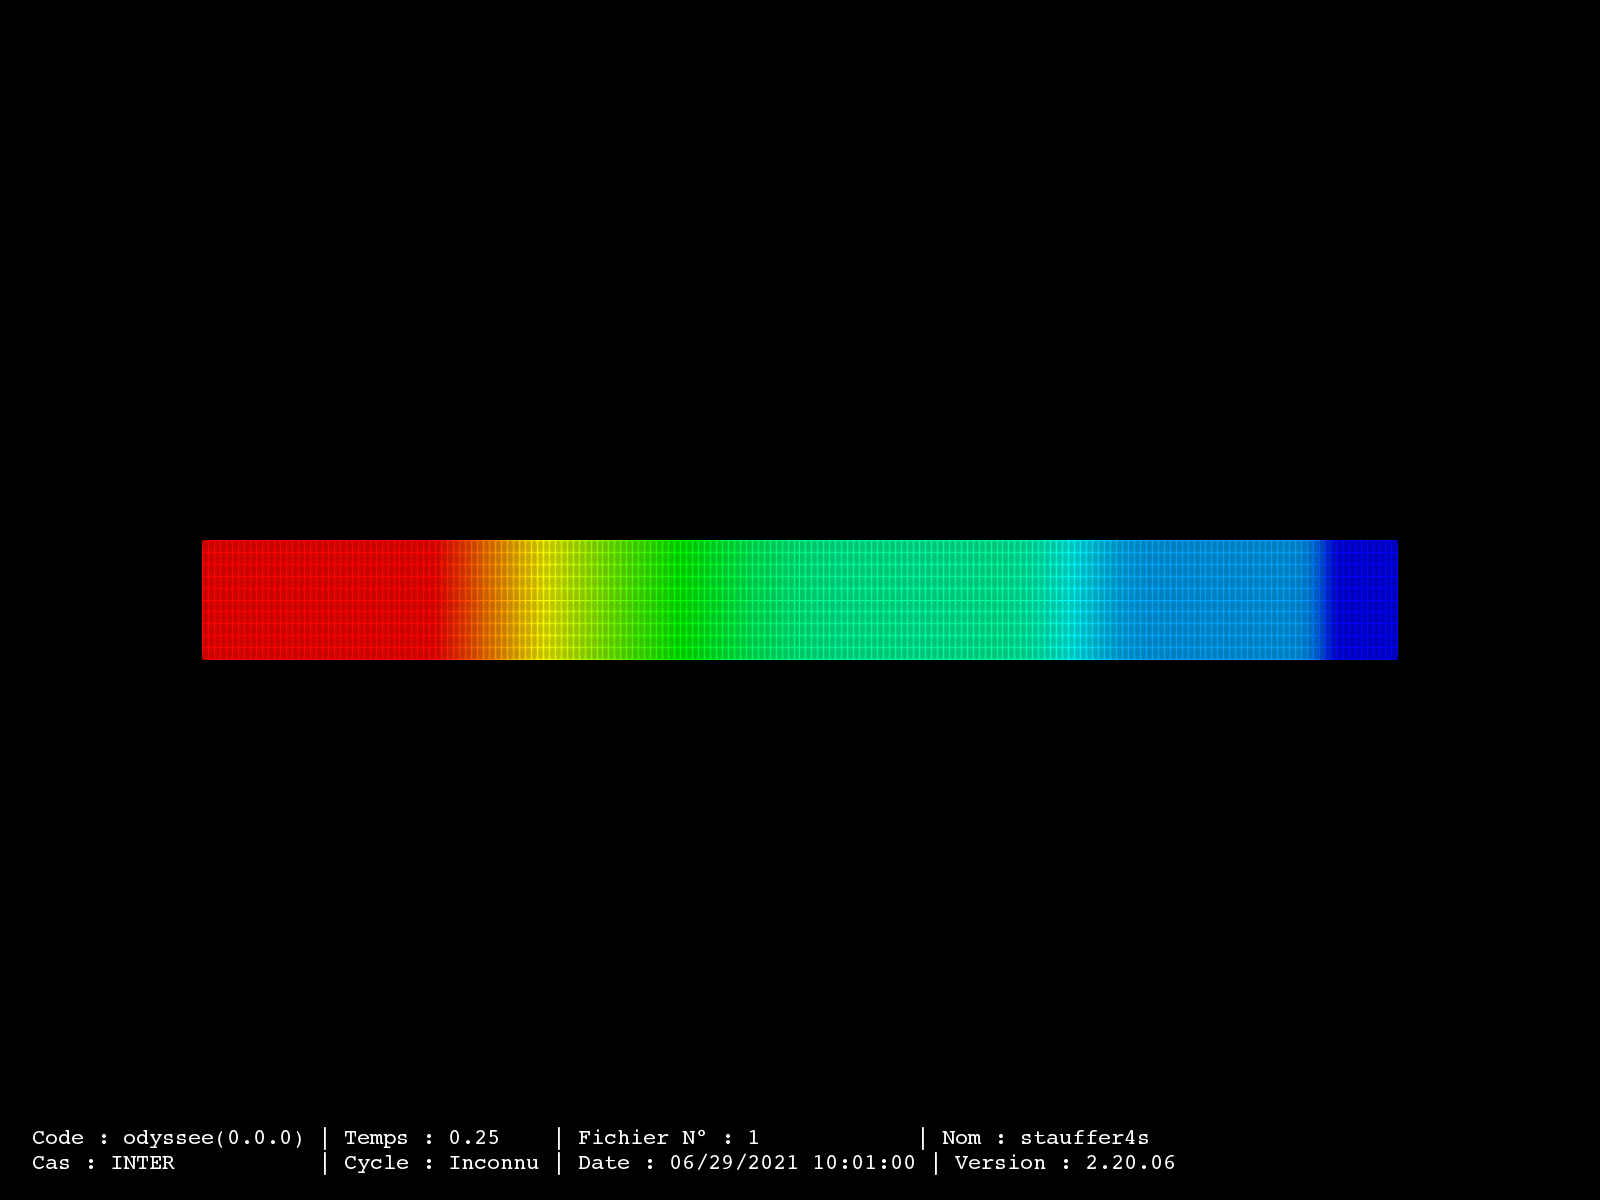 Code : odyssee(0.0.0) | Temps : 0.25 | Fichier N° : 1 | Nom : stauffer4s
Cas : INTER | Cycle : Inconnu | Date : 06/29/2021 10:01:00 | Version : 2.20.06